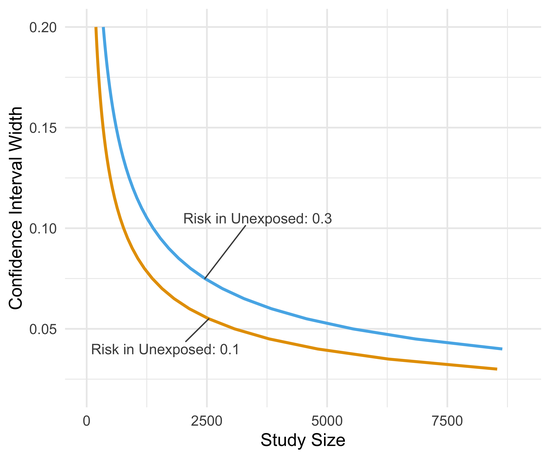 0.20
0.15
0.10
0.05
Confidence Interval Width
Risk in Unexposed: 0.3
Risk in Unexposed: 0.1
0 2500 5000 7500
Study Size